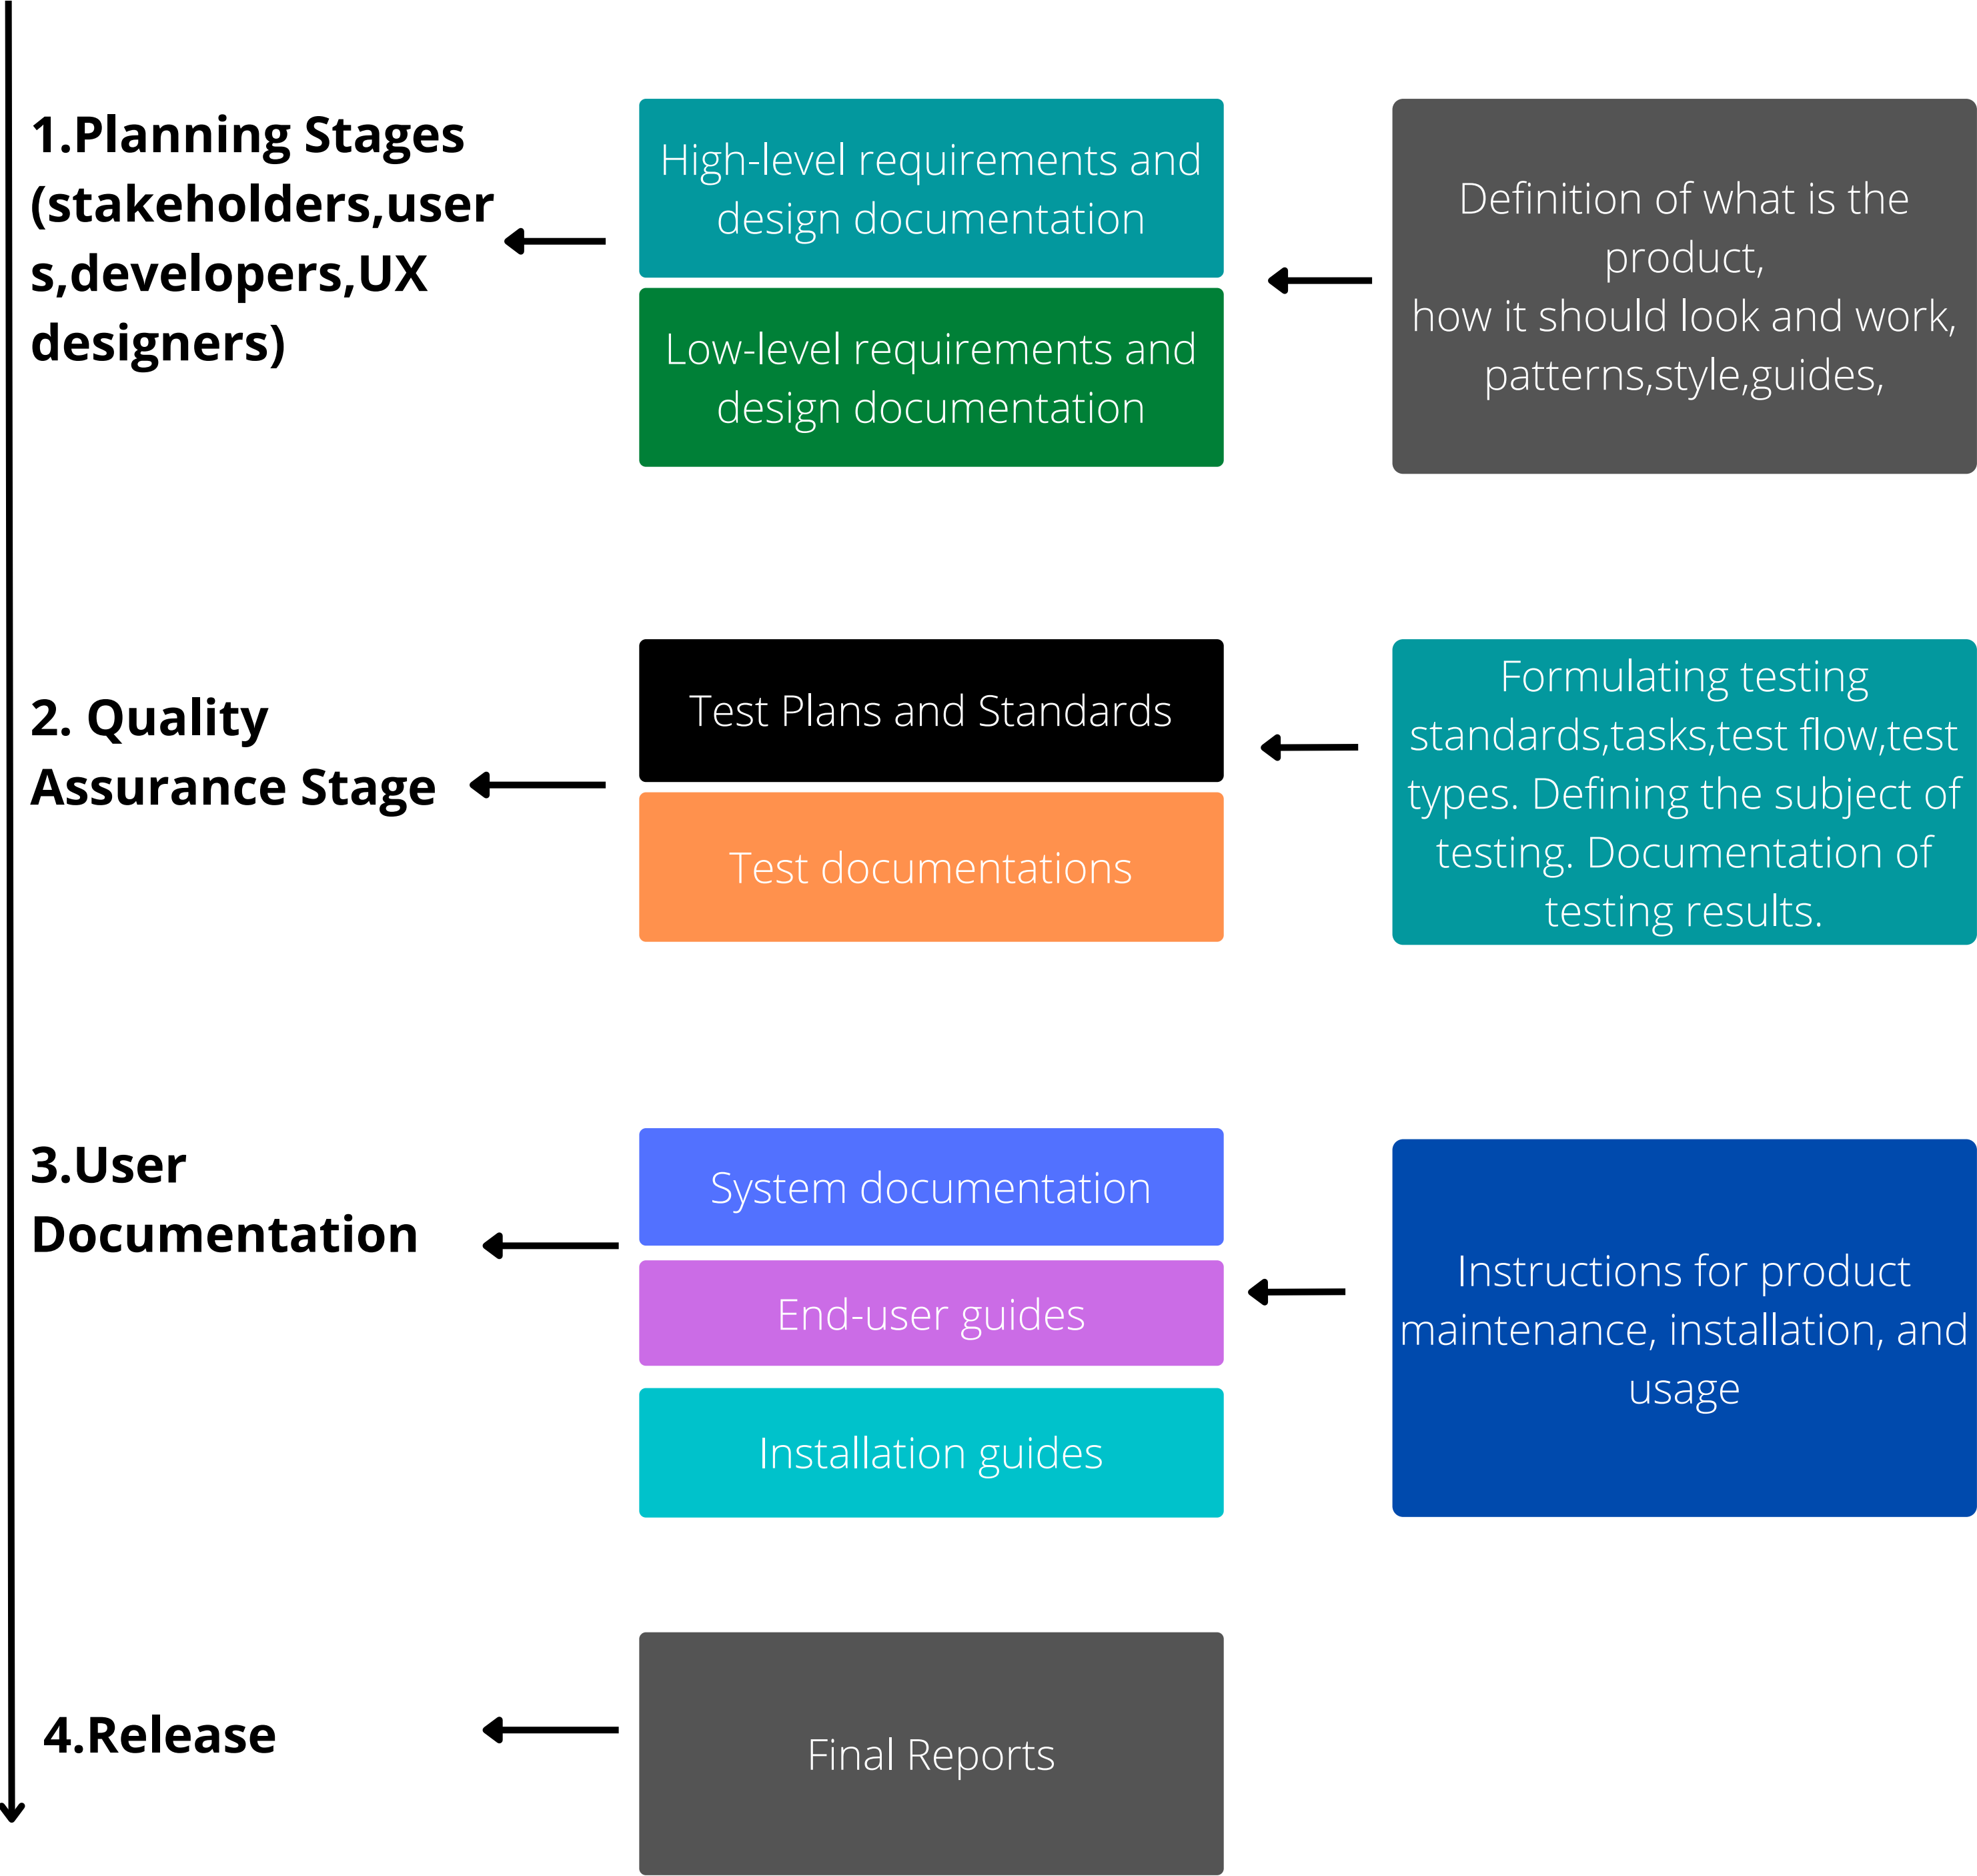 1.Planning Stages
(stakeholders,user
s,developers,UX
designers)
High-level requirements and
design documentation
Low-level requirements and
design documentation
Definition of what is the
product,
how it should look and work,
patterns,style,guides,
2. Quality
Assurance Stage
Test Plans and Standards
Test documentations
Formulating testing
standards,tasks,test flow,test
types. Defining the subject of
testing. Documentation of
testing results.
3.User
Documentation
System documentation
End-user guides
Installation guides
Instructions for product
maintenance, installation, and
usage
4.Release
Final Reports